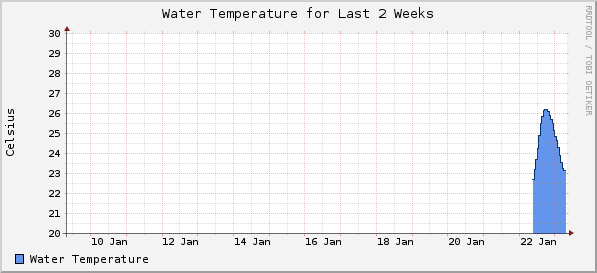 Water Temperature for Last 2 Weeks
RRDTOOL / TOBI OETIKER
Celsius
30
29
28
27
26
25
24
23
22
21
20
10 Jan 12 Jan 14 Jan 16 Jan 18 Jan 20 Jan 22 Jan
Water Temperature